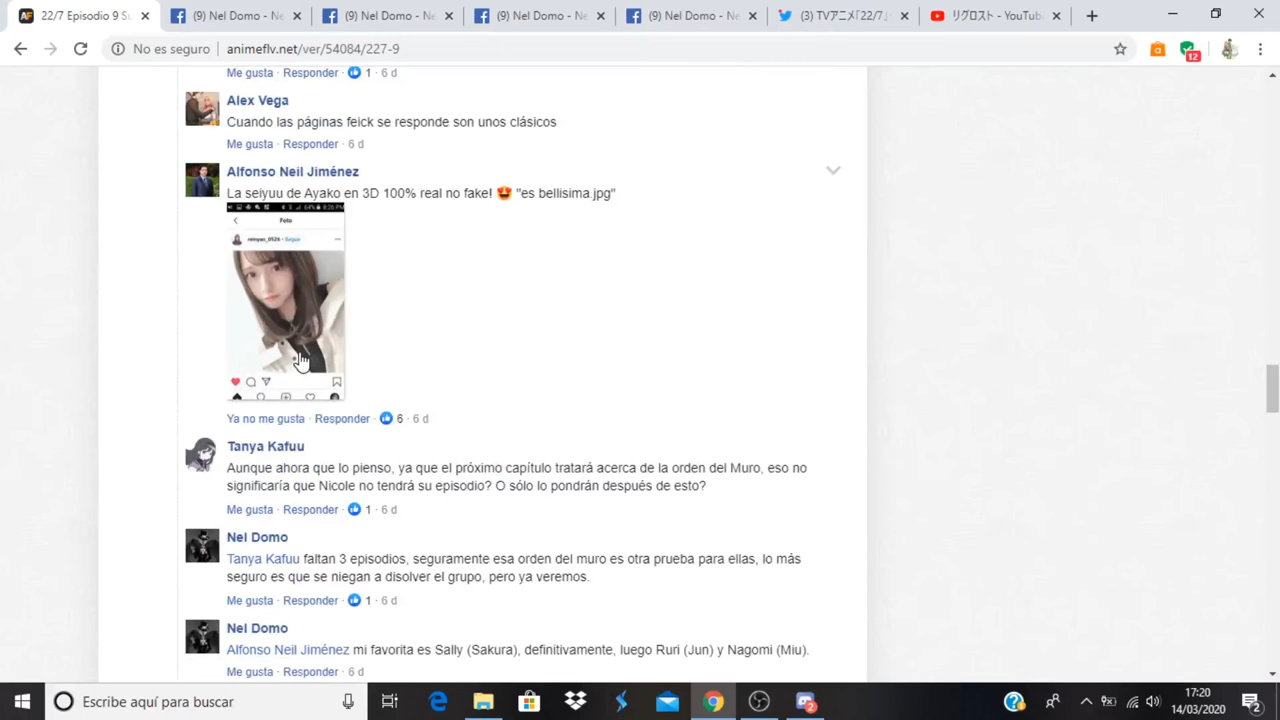 22/7 Episodio 9 Su
(9) Nel Domo - Ne
(9) Nel Domo - Ne
(9) Nel Domo - Ne
(9) Nel Domo - Ne
(3) TVアニメ「22/7」
リグロスト - YouTube
No es seguro
animeflv.net/ver/54084/227-9
12
Me gusta · Responder · 1 · 6 d
Alex Vega
Cuando las páginas feick se responde son unos clásicos
Me gusta · Responder · 6 d
Alfonso Neil Jiménez
La seiyuu de Ayako en 3D 100% real no fake! 😍 "es bellisima.jpg"
64% 8:26 PM
Foto
reinyan_0526 · Seguir
Ya no me gusta · Responder · 6 · 6 d
Tanya Kafuu
Aunque ahora que lo pienso, ya que el próximo capítulo tratará acerca de la orden del Muro, eso no
significaría que Nicole no tendrá su episodio? O sólo lo pondrán después de esto?
Me gusta · Responder · 1 · 6 d
Nel Domo
Tanya Kafuu faltan 3 episodios, seguramente esa orden del muro es otra prueba para ellas, lo más
seguro es que se niegan a disolver el grupo, pero ya veremos.
Me gusta · Responder · 1 · 6 d
Nel Domo
Alfonso Neil Jiménez mi favorita es Sally (Sakura), definitivamente, luego Ruri (Jun) y Nagomi (Miu).
Me gusta · Responder · 6 d
Escribe aquí para buscar
17:20
14/03/2020
2